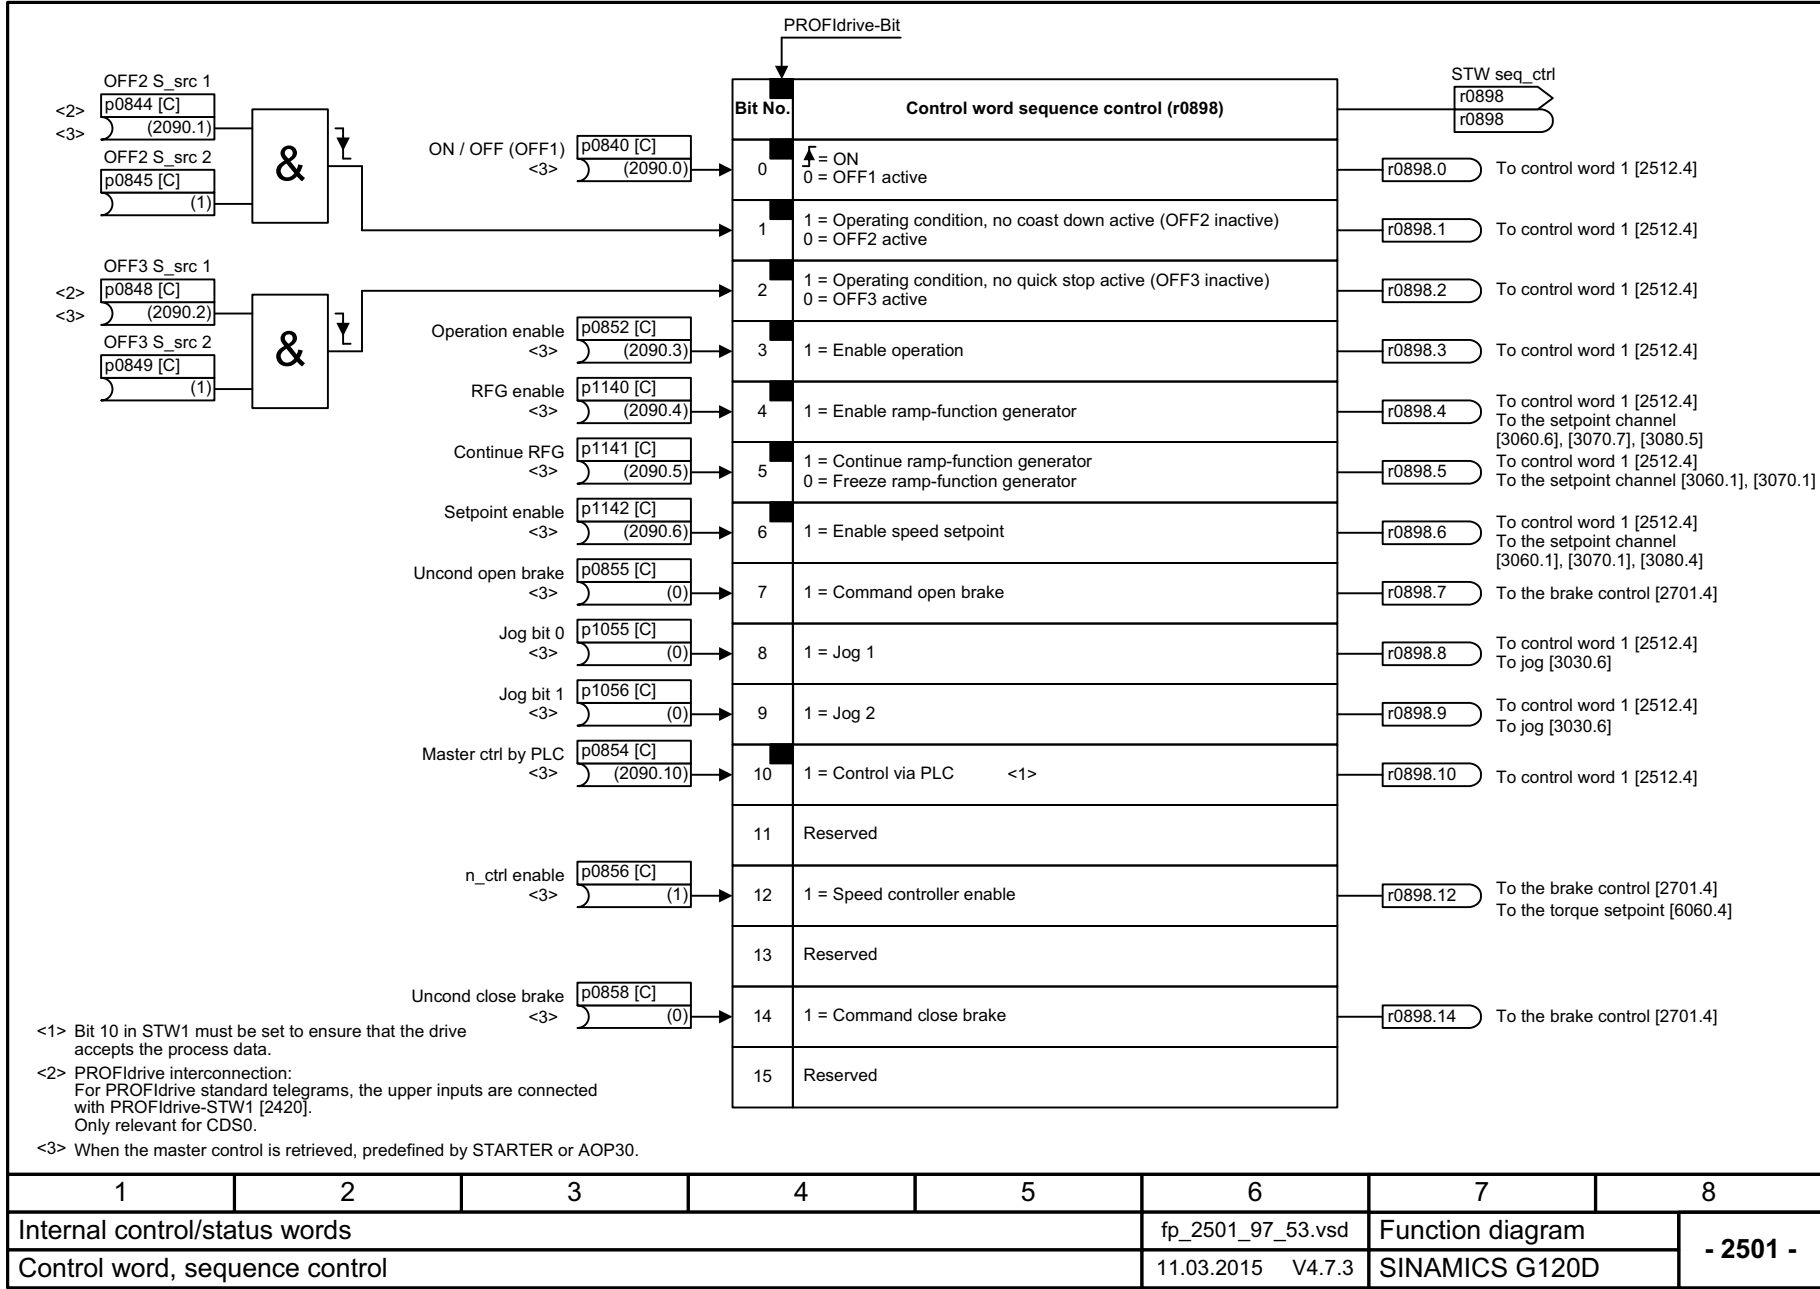 PROFIdrive-Bit
OFF2 S_src 1
<2> p0844 [C]
<3> (2090.1)
OFF2 S_src 2
p0845 [C]
(1)
&
OFF3 S_src 1
<2> p0848 [C]
<3> (2090.2)
OFF3 S_src 2
p0849 [C]
(1)
&
Bit No. Control word sequence control (r0898)
STW seq_ctrl
r0898
r0898
ON / OFF (OFF1) p0840 [C]
<3> (2090.0)
0 = ON
0 = OFF1 active
r0898.0 To control word 1 [2512.4]
1 1 = Operating condition, no coast down active (OFF2 inactive)
0 = OFF2 active
r0898.1 To control word 1 [2512.4]
2 1 = Operating condition, no quick stop active (OFF3 inactive)
0 = OFF3 active
r0898.2 To control word 1 [2512.4]
Operation enable p0852 [C]
<3> (2090.3)
3 1 = Enable operation
r0898.3 To control word 1 [2512.4]
RFG enable p1140 [C]
<3> (2090.4)
4 1 = Enable ramp-function generator
r0898.4 To control word 1 [2512.4]
To the setpoint channel
[3060.6], [3070.7], [3080.5]
Continue RFG p1141 [C]
<3> (2090.5)
5 1 = Continue ramp-function generator
0 = Freeze ramp-function generator
r0898.5 To control word 1 [2512.4]
To the setpoint channel [3060.1], [3070.1]
Setpoint enable p1142 [C]
<3> (2090.6)
6 1 = Enable speed setpoint
r0898.6 To control word 1 [2512.4]
To the setpoint channel
[3060.1], [3070.1], [3080.4]
Uncond open brake p0855 [C]
<3> (0)
7 1 = Command open brake
r0898.7 To the brake control [2701.4]
Jog bit 0 p1055 [C]
<3> (0)
8 1 = Jog 1
r0898.8 To control word 1 [2512.4]
To jog [3030.6]
Jog bit 1 p1056 [C]
<3> (0)
9 1 = Jog 2
r0898.9 To control word 1 [2512.4]
To jog [3030.6]
Master ctrl by PLC p0854 [C]
<3> (2090.10)
10 1 = Control via PLC <1>
r0898.10 To control word 1 [2512.4]
11 Reserved
n_ctrl enable p0856 [C]
<3> (1)
12 1 = Speed controller enable
r0898.12 To the brake control [2701.4]
To the torque setpoint [6060.4]
13 Reserved
Uncond close brake p0858 [C]
<3> (0)
14 1 = Command close brake
r0898.14 To the brake control [2701.4]
15 Reserved
<1> Bit 10 in STW1 must be set to ensure that the drive
accepts the process data.
<2> PROFIdrive interconnection:
For PROFIdrive standard telegrams, the upper inputs are connected
with PROFIdrive-STW1 [2420].
Only relevant for CDS0.
<3> When the master control is retrieved, predefined by STARTER or AOP30.
1 2 3 4 5 6 7 8
Internal control/status words fp_2501_97_53.vsd Function diagram
- 2501 -
Control word, sequence control 11.03.2015 V4.7.3 SINAMICS G120D